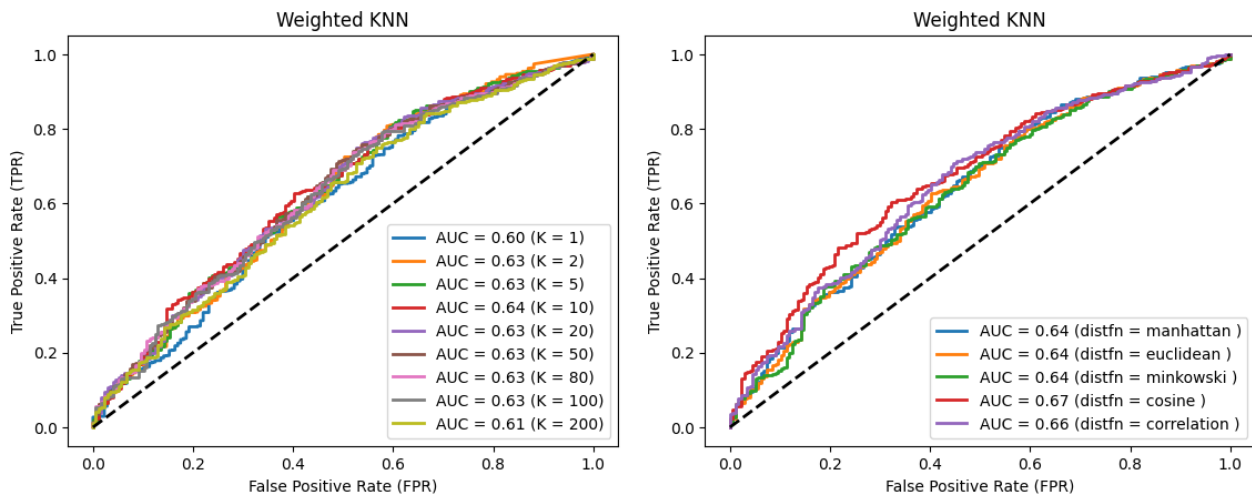 Weighted KNN
True Positive Rate (TPR)
1.0
0.8
0.6
0.4
0.2
0.0
AUC = 0.60 (K = 1)
AUC = 0.63 (K = 2)
AUC = 0.63 (K = 5)
AUC = 0.64 (K = 10)
AUC = 0.63 (K = 20)
AUC = 0.63 (K = 50)
AUC = 0.63 (K = 80)
AUC = 0.63 (K = 100)
AUC = 0.61 (K = 200)
0.0 0.2 0.4 0.6 0.8 1.0
False Positive Rate (FPR)
Weighted KNN
True Positive Rate (TPR)
1.0
0.8
0.6
0.4
0.2
0.0
AUC = 0.64 (distfn = manhattan )
AUC = 0.64 (distfn = euclidean )
AUC = 0.64 (distfn = minkowski )
AUC = 0.67 (distfn = cosine )
AUC = 0.66 (distfn = correlation )
0.0 0.2 0.4 0.6 0.8 1.0
False Positive Rate (FPR)